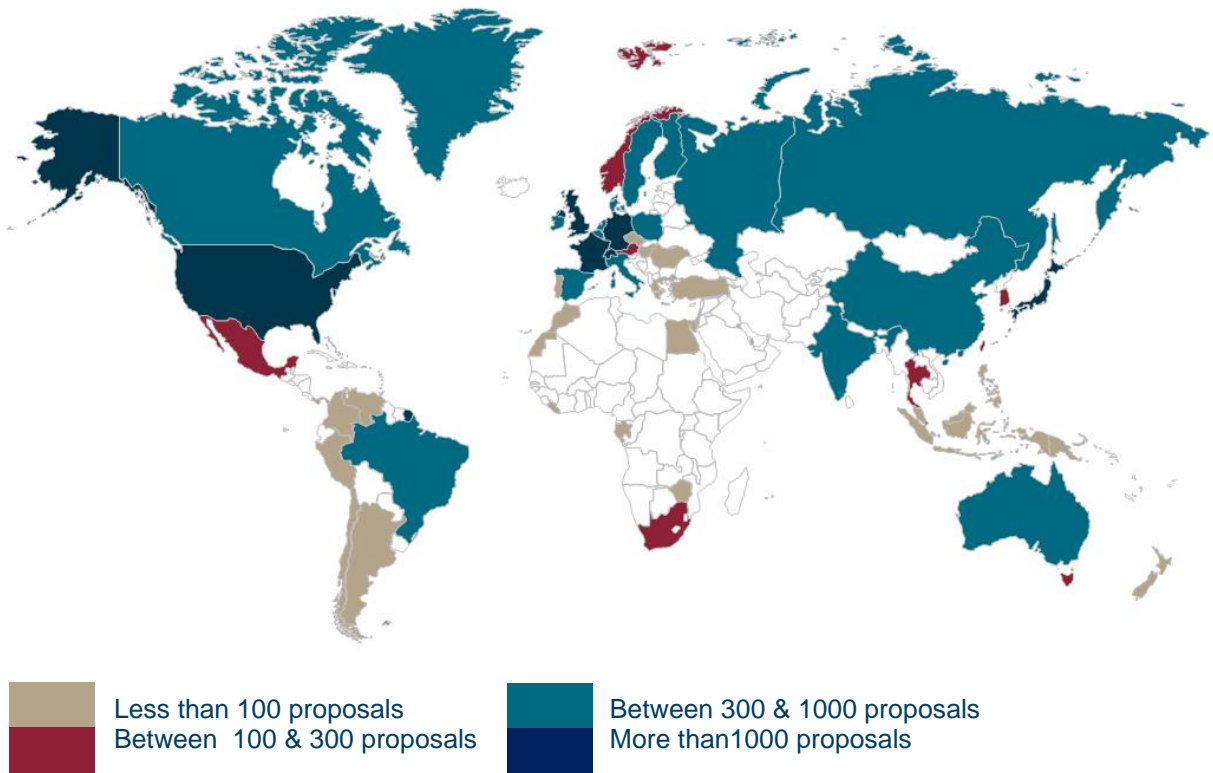 Less than 100 proposals
Between 100 & 300 proposals
Between 300 & 1000 proposals
More than1000 proposals